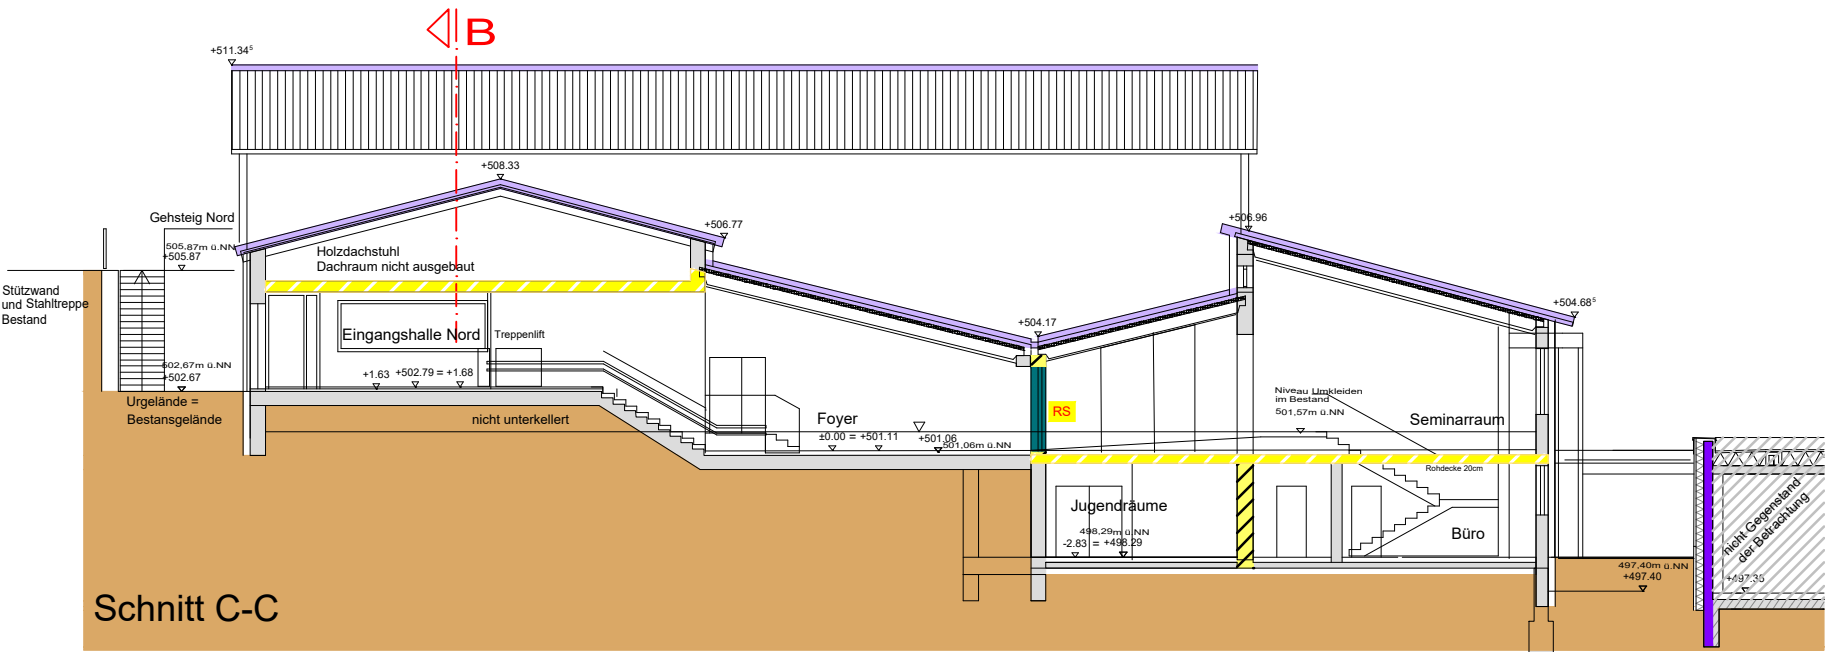 B
+511.34⁵
+508.33
Gehsteig Nord
+506.77
+506.96
505,87m ü.NN
+505.87
Holzdachstuhl
Dachraum nicht ausgebaut
Stützwand
und Stahltreppe
Bestand
+504.68⁵
+504.17
Eingangshalle Nord
Treppenlift
502,67m ü.NN
+502.67
+1.63
+502.79 = +1.68
Urgelände =
Bestansgelände
nicht unterkellert
Foyer
±0.00 = +501.11
+501.06
501,06m ü.NN
RS
Niveau Umkleiden
im Bestand
501,57m ü.NN
Seminarraum
Rohdecke 20cm
Jugendräume
498,29m ü.NN
-2.83 = +498.29
Büro
nicht Gegenstand
der Betrachtung
497,40m ü.NN
+497.40
+497.35
Schnitt C-C